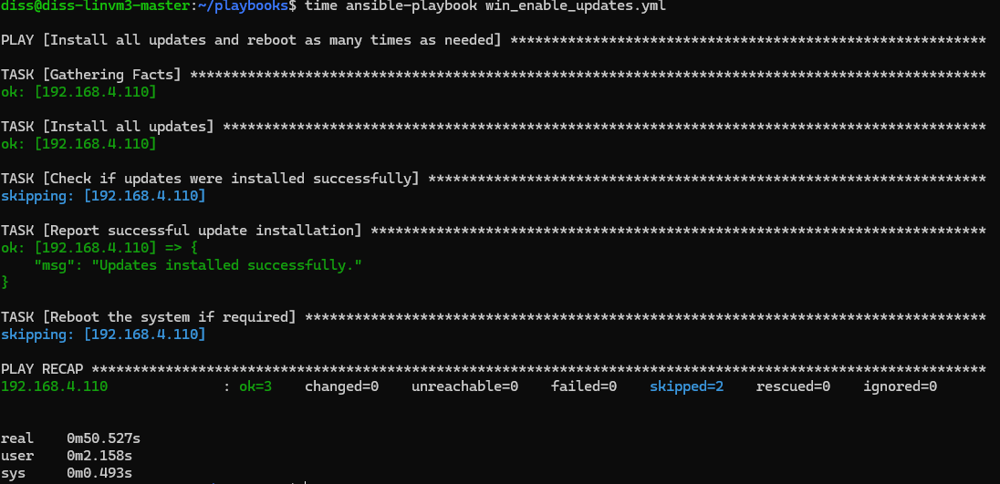 diss@diss-linvm3-master:~/playbooks$ time ansible-playbook win_enable_updates.yml
PLAY [Install all updates and reboot as many times as needed] **********************************************************
TASK [Gathering Facts] *************************************************************************************************
ok: [192.168.4.110]
TASK [Install all updates] *********************************************************************************************
ok: [192.168.4.110]
TASK [Check if updates were installed successfully] ********************************************************************
skipping: [192.168.4.110]
TASK [Report successful update installation] ***************************************************************************
ok: [192.168.4.110] => {
    "msg": "Updates installed successfully."
}
TASK [Reboot the system if required] ***********************************************************************************
skipping: [192.168.4.110]
PLAY RECAP *************************************************************************************************************
192.168.4.110              : ok=3    changed=0    unreachable=0    failed=0    skipped=2    rescued=0    ignored=0
real    0m50.527s
user    0m2.158s
sys     0m0.493s